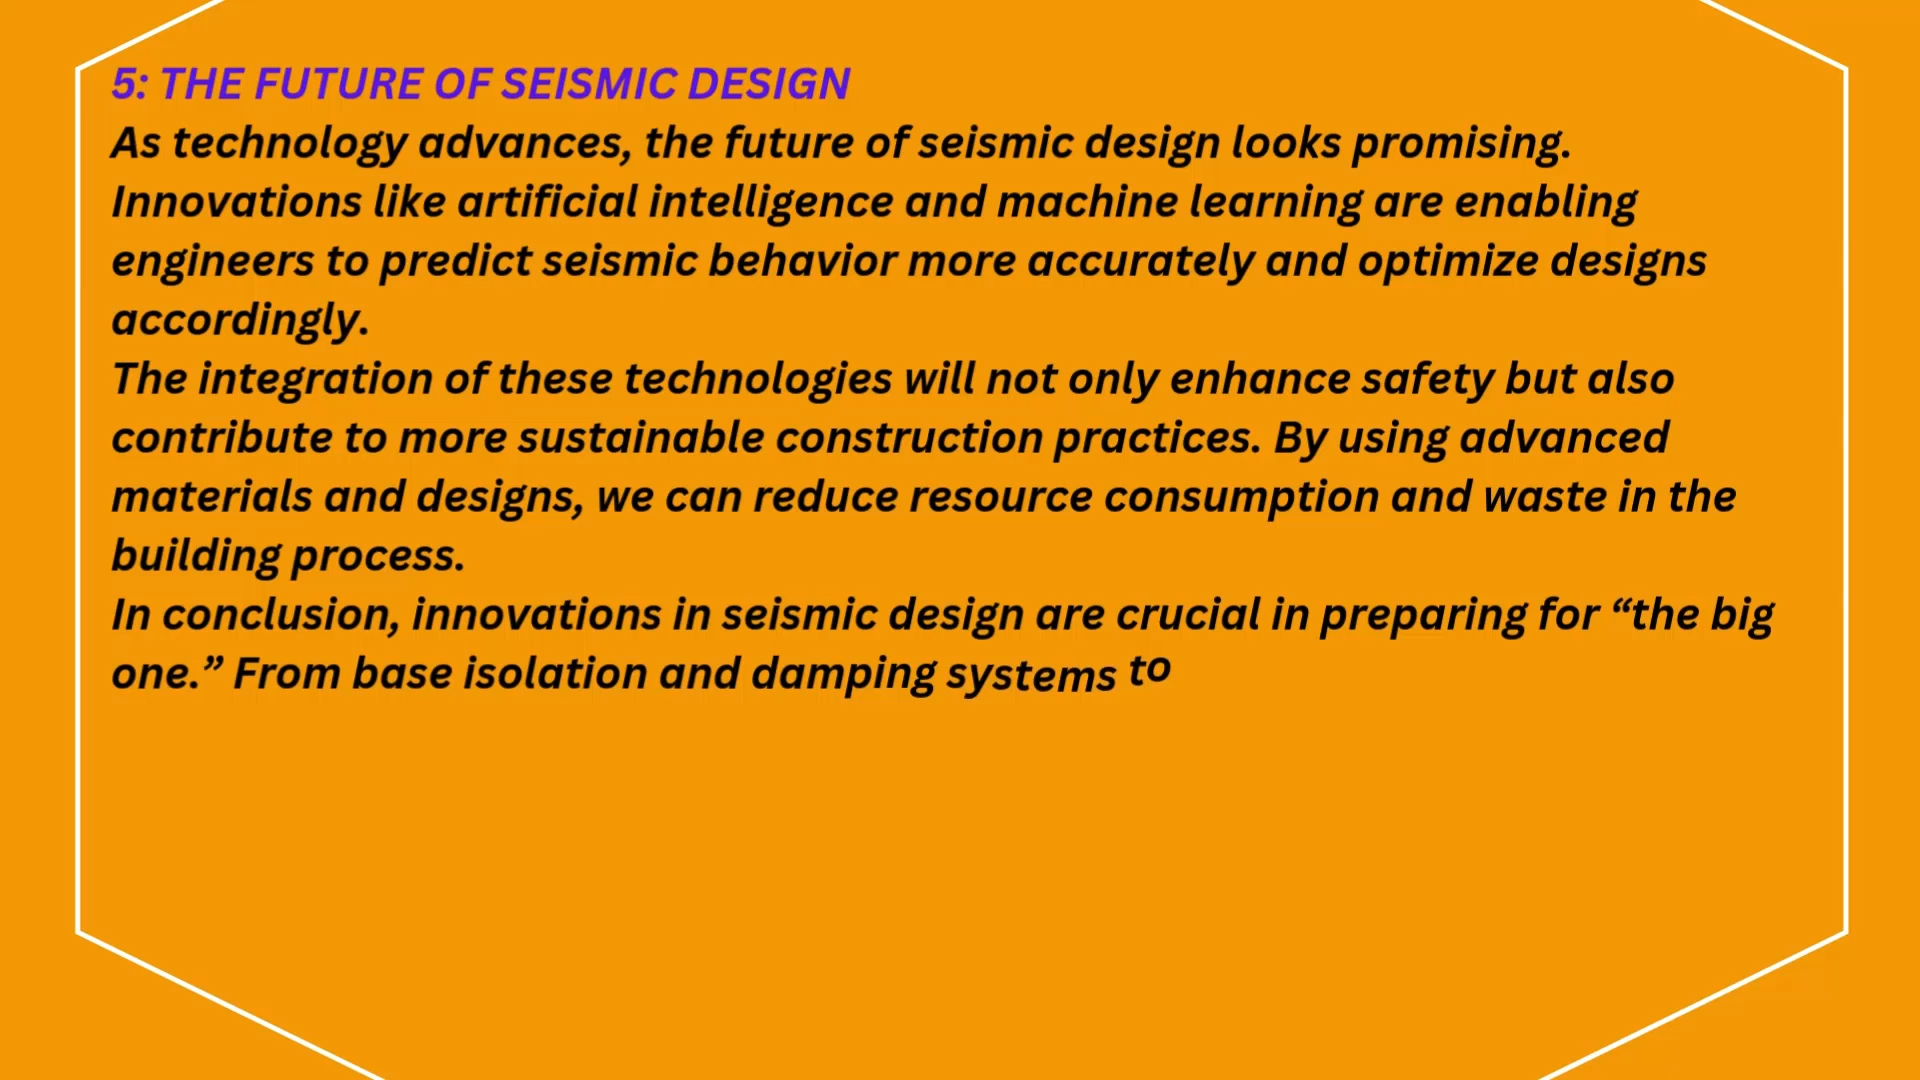 5: THE FUTURE OF SEISMIC DESIGN
As technology advances, the future of seismic design looks promising.
Innovations like artificial intelligence and machine learning are enabling
engineers to predict seismic behavior more accurately and optimize designs
accordingly.
The integration of these technologies will not only enhance safety but also
contribute to more sustainable construction practices. By using advanced
materials and designs, we can reduce resource consumption and waste in the
building process.
In conclusion, innovations in seismic design are crucial in preparing for “the big
one.” From base isolation and damping systems to